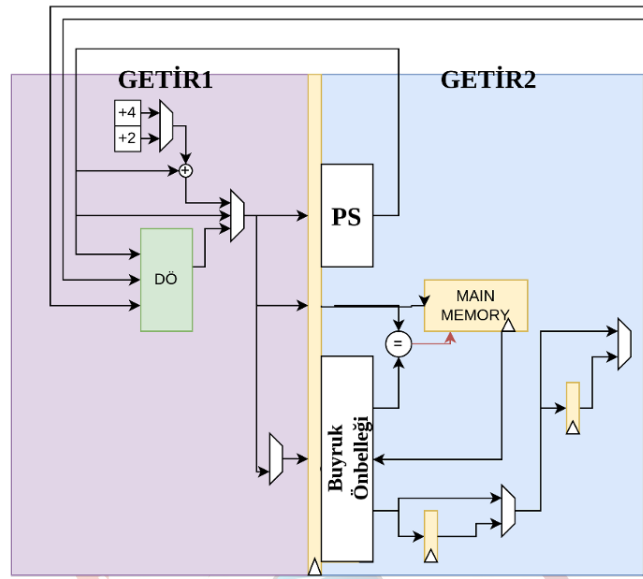 GETİR1
GETİR2
+4
+2
+
PS
DÖ
MAIN
MEMORY
=
Buyruk
Önbelleği